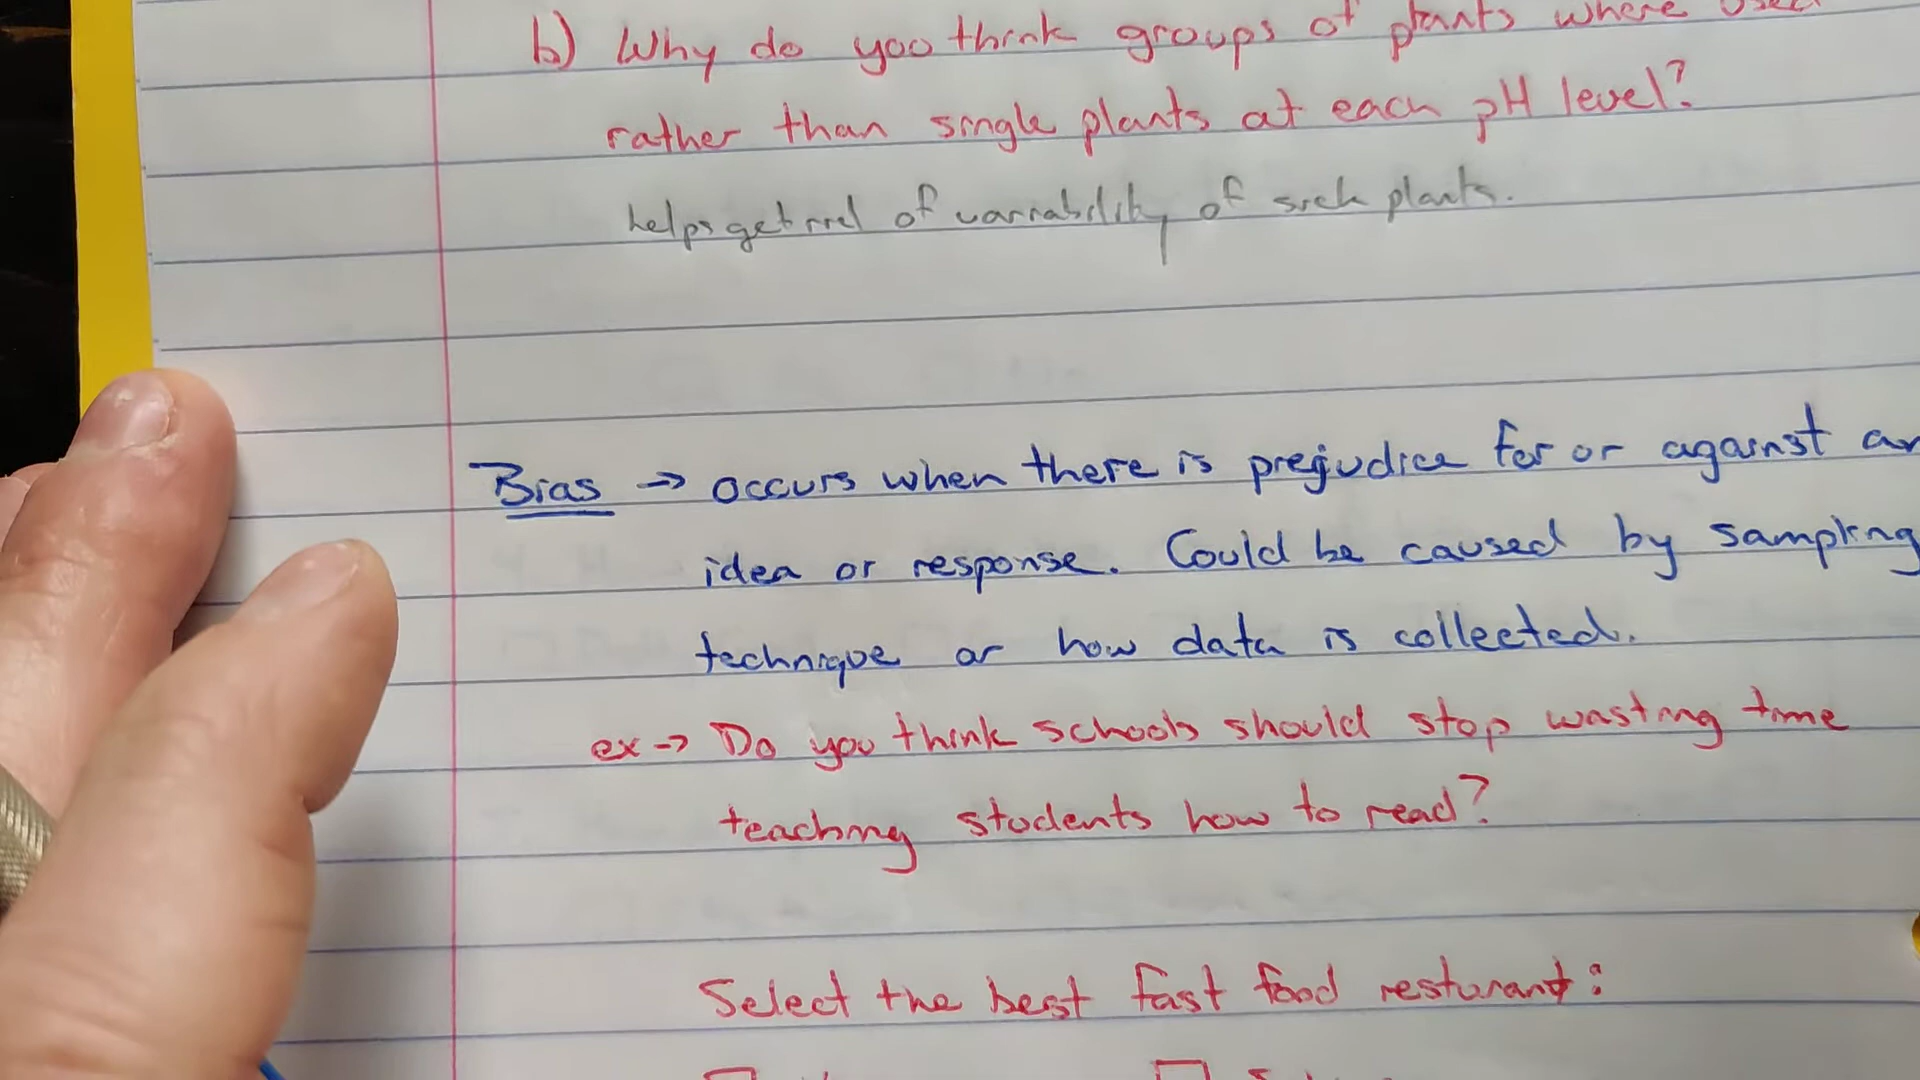 b) Why do you think groups of plants where used
rather than single plants at each pH level?
helps get rid of variability of sick plants.
Bias → occurs when there is prejudice for or against an
idea or response. Could be caused by sampling
technique or how data is collected.
ex → Do you think schools should stop wasting time
teaching students how to read?
Select the best fast food resturant: